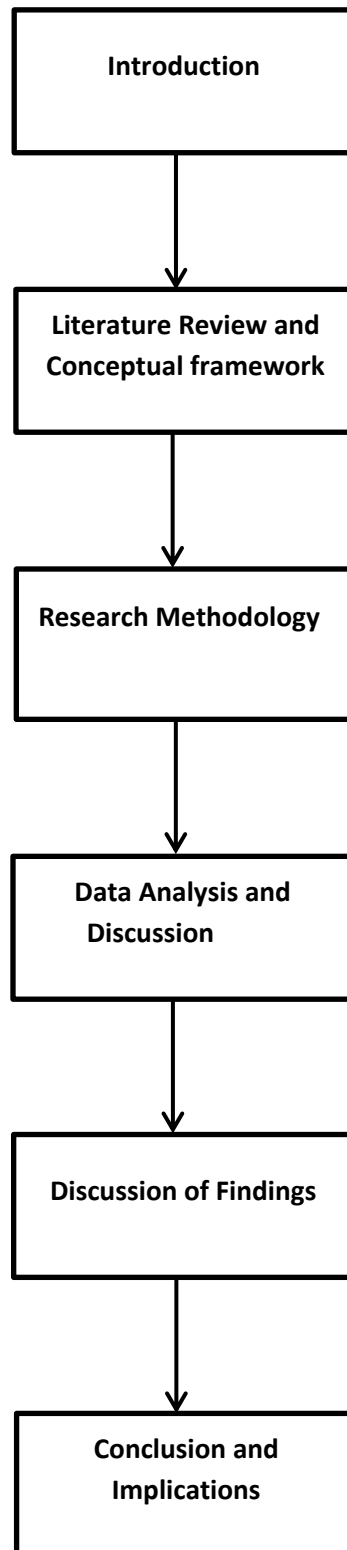 Introduction
Literature Review and
Conceptual framework
Research Methodology
Data Analysis and
Discussion
Discussion of Findings
Conclusion and
Implications